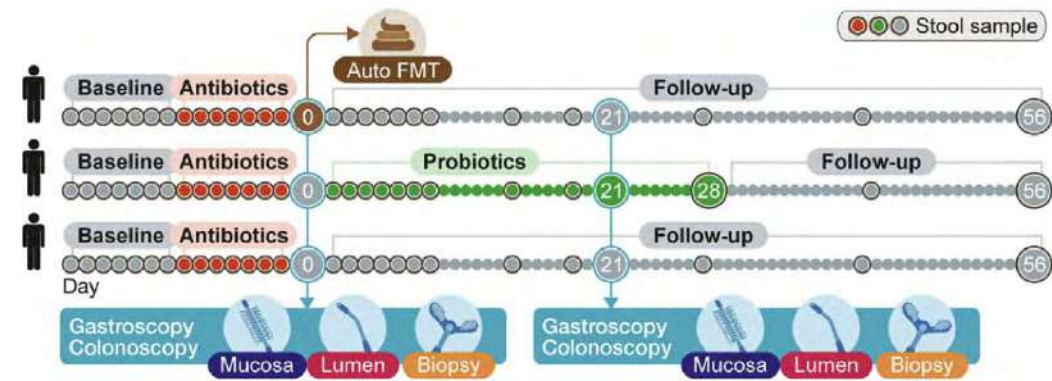 Stool sample
Auto FMT
Baseline Antibiotics Follow-up
0 21 56
Baseline Antibiotics Probiotics Follow-up
0 21 28 56
Baseline Antibiotics Follow-up
0 21 56
Day
Gastroscopy
Colonoscopy
Mucosa Lumen Biopsy
Gastroscopy
Colonoscopy
Mucosa Lumen Biopsy